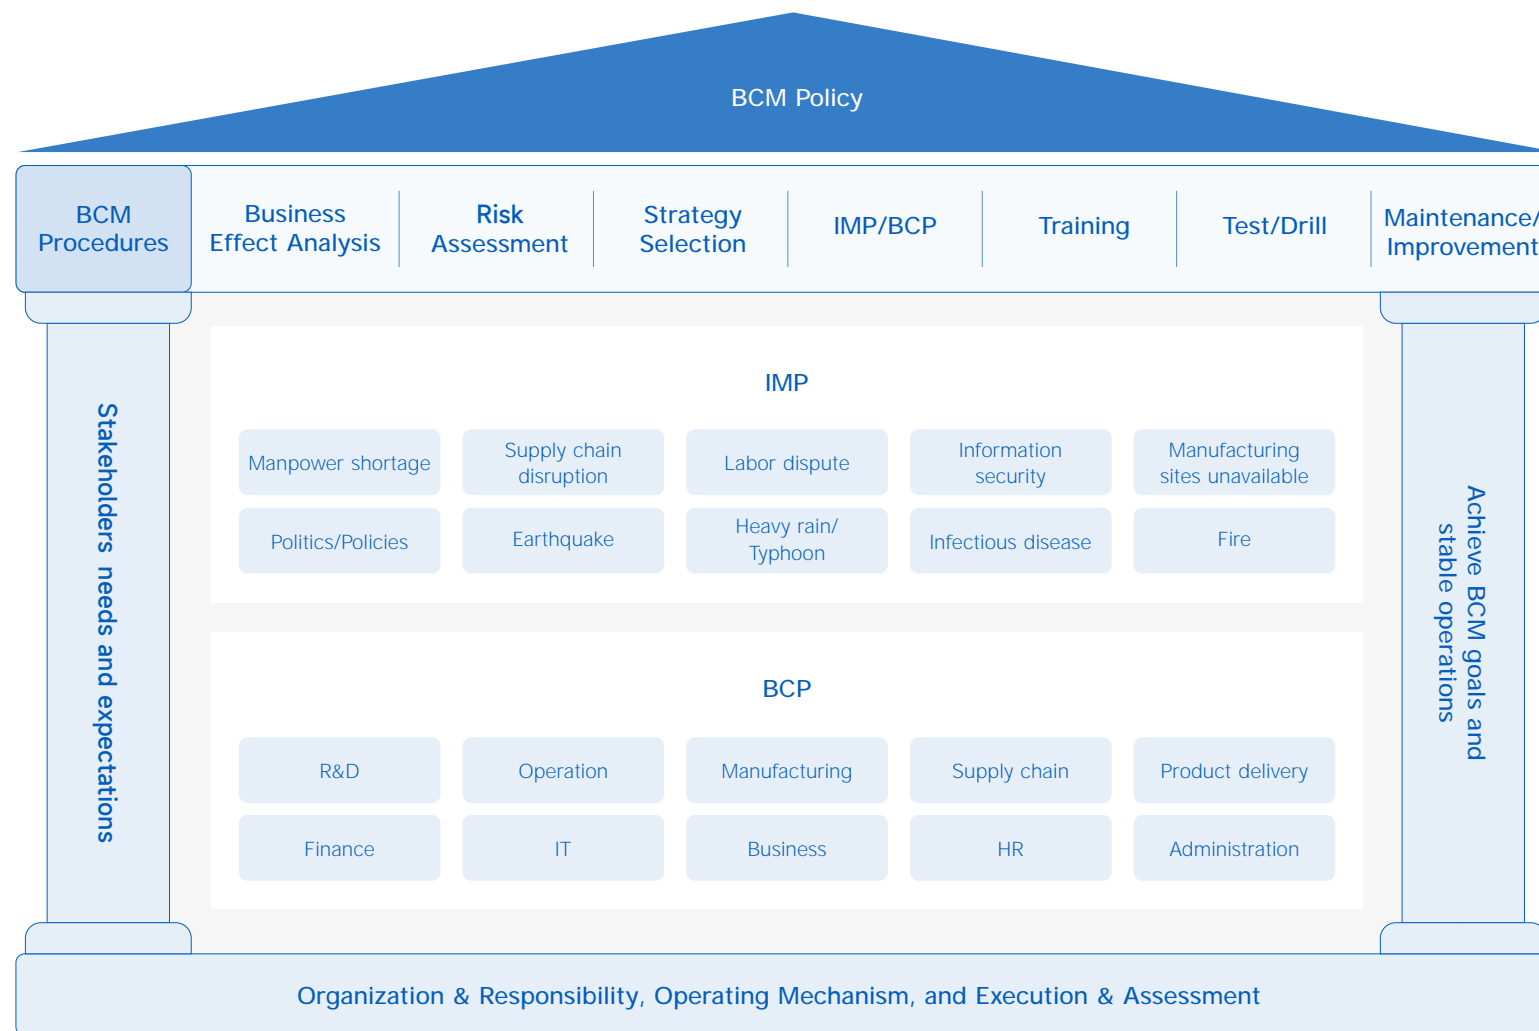 BCM Policy
BCM
Procedures
Business
Effect Analysis
Risk
Assessment
Strategy
Selection
IMP/BCP
Training
Test/Drill
Maintenance/
Improvement
Stakeholders needs and expectations
IMP
Manpower shortage
Supply chain
disruption
Labor dispute
Information
security
Manufacturing
sites unavailable
Politics/Policies
Earthquake
Heavy rain/
Typhoon
Infectious disease
Fire
BCP
R&D
Operation
Manufacturing
Supply chain
Product delivery
Finance
IT
Business
HR
Administration
Achieve BCM goals and
stable operations
Organization & Responsibility, Operating Mechanism, and Execution & Assessment